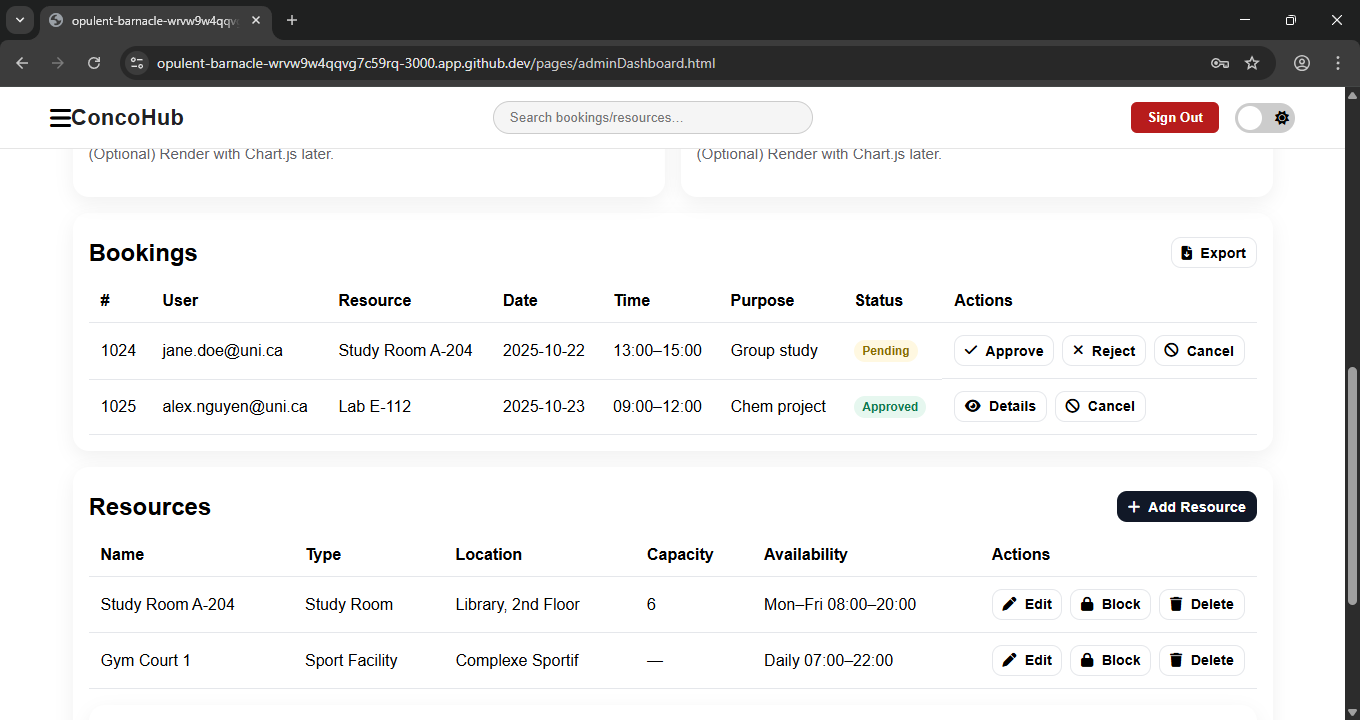 opulent-barnacle-wrvw9w4qqv
opulent-barnacle-wrvw9w4qqvg7c59rq-3000.app.github.dev/pages/adminDashboard.html
ConcoHub
Search bookings/resources…
Sign Out
(Optional) Render with Chart.js later.
(Optional) Render with Chart.js later.
Bookings
Export
# User Resource Date Time Purpose Status Actions
1024 jane.doe@uni.ca Study Room A-204 2025-10-22 13:00–15:00 Group study Pending Approve Reject Cancel
1025 alex.nguyen@uni.ca Lab E-112 2025-10-23 09:00–12:00 Chem project Approved Details Cancel
Resources
Add Resource
Name Type Location Capacity Availability Actions
Study Room A-204 Study Room Library, 2nd Floor 6 Mon–Fri 08:00–20:00 Edit Block Delete
Gym Court 1 Sport Facility Complexe Sportif — Daily 07:00–22:00 Edit Block Delete